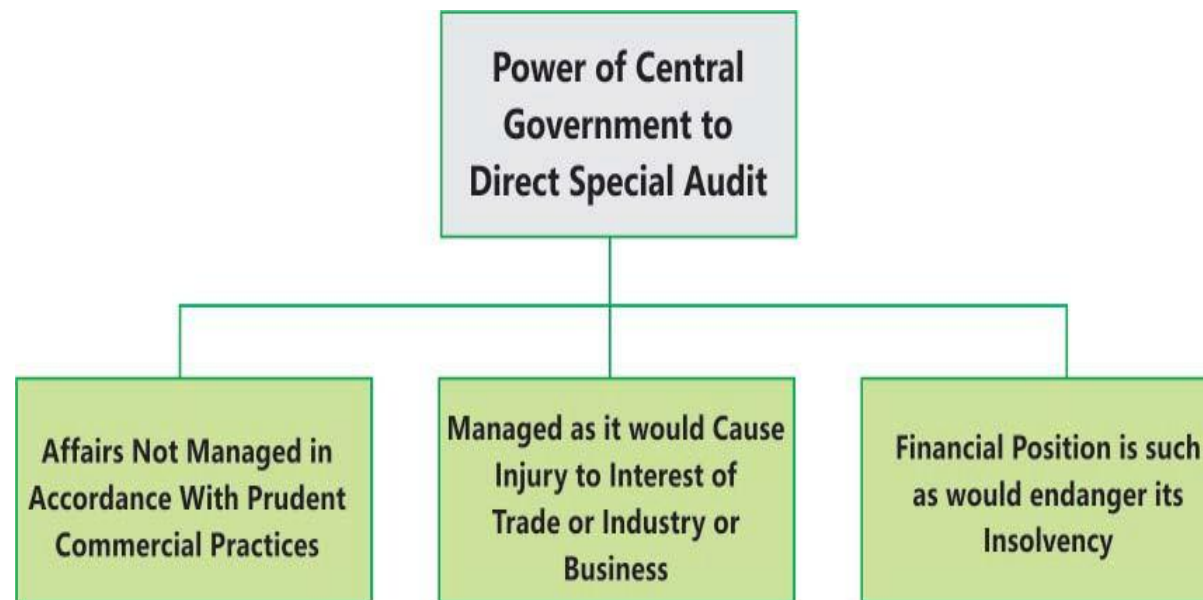 Power of Central
Government to
Direct Special Audit
Affairs Not Managed in
Accordance With Prudent
Commercial Practices
Managed as it would Cause
Injury to Interest of
Trade or Industry or
Business
Financial Position is such
as would endanger its
Insolvency